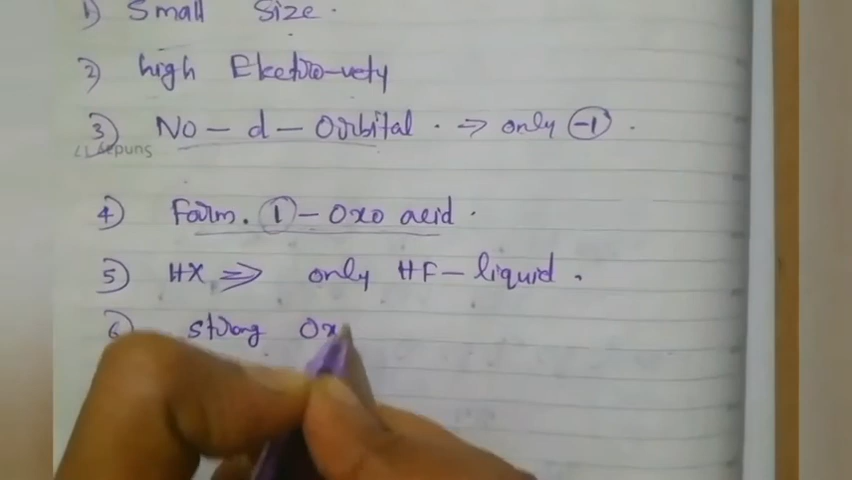 1) Small Size.
2) high Electro-vety
3) No - d - Orbital. ⇒ only -1.
4) Form. 1 - Oxo acid.
5) HX ⇒ only HF - liquid.
6) strong Ox